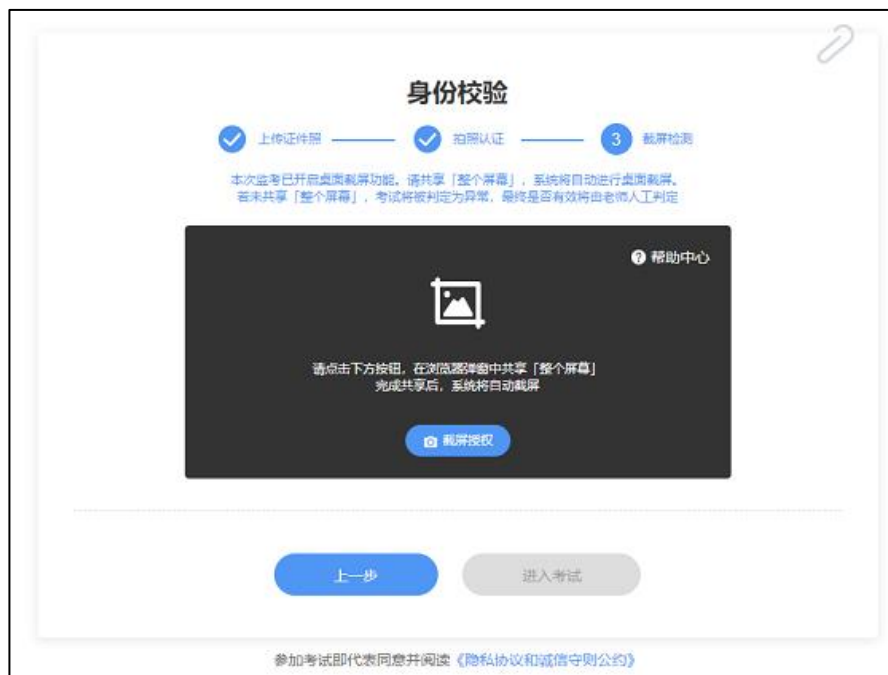 身份校验
上传证件照 拍照认证 3 截屏检测
本次监考已开启桌面截屏功能。请共享「整个屏幕」，系统将自动进行桌面截屏。
若未共享「整个屏幕」，考试将被判定为异常，最终是否有效将由老师人工判定
? 帮助中心
请点击下方按钮，在浏览器弹窗中共享「整个屏幕」
完成共享后，系统将自动截屏
截屏授权
上一步 进入考试
参加考试即代表同意并阅读《隐私协议和诚信守则公约》